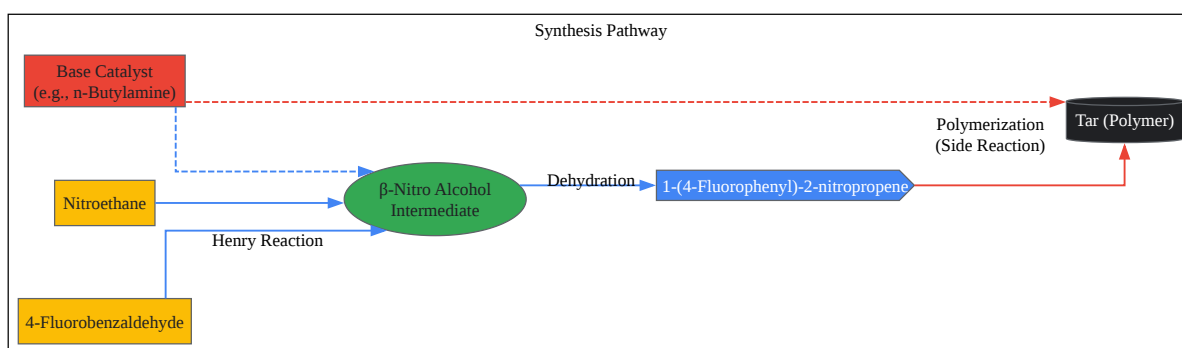 Synthesis Pathway
Base Catalyst
(e.g., n-Butylamine)
Polymerization
(Side Reaction)
Tar (Polymer)
Nitroethane
β-Nitro Alcohol
Intermediate
Dehydration
1-(4-Fluorophenyl)-2-nitropropene
Henry Reaction
4-Fluorobenzaldehyde